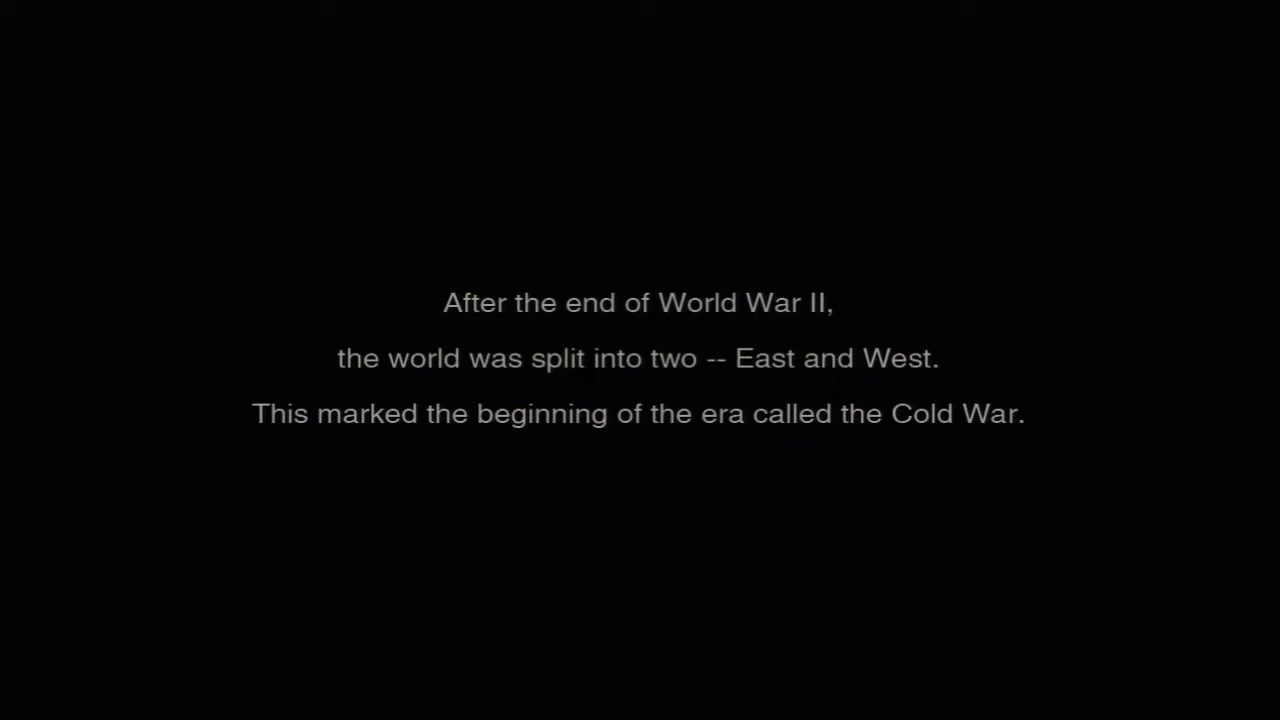 After the end of World War II,
the world was split into two -- East and West.
This marked the beginning of the era called the Cold War.